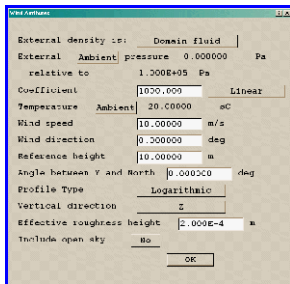 Wind Attributes
External density is: Domain fluid
External Ambient pressure 0.000000 Pa
relative to 1.000E+05 Pa
Coefficient 1000.000 Linear
Temperature Ambient 20.00000 oC
Wind speed 10.00000 m/s
Wind direction 0.000000 deg
Reference height 10.00000 m
Angle between Y and North 0.000000 deg
Profile Type Logarithmic
Vertical direction Z
Effective roughness height 2.000E-4 m
Include open sky No
OK